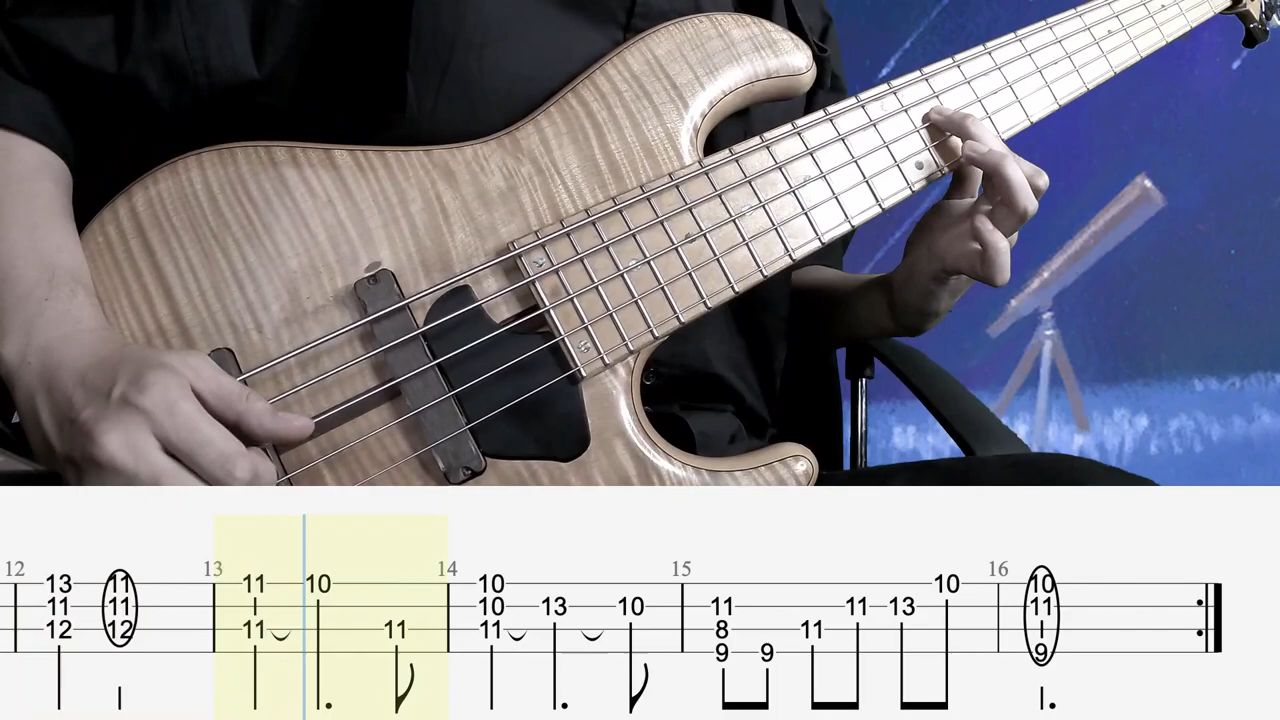 12 13 14 15 16
13 11 11 10 10 10 10
11 11 10 13 10 11 11 13 11
12 12 11 11 11 8 11
9 9 9